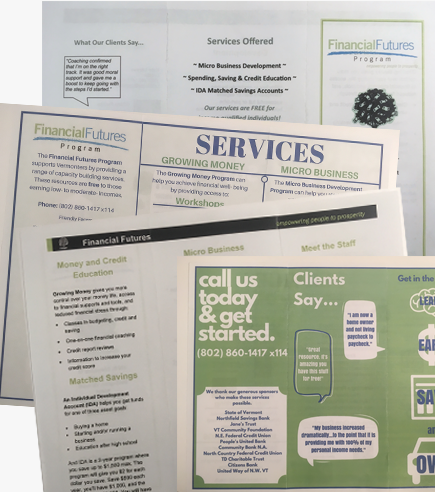 What Our Clients Say...
"Coaching confirmed
that I'm on the right
track. It was good moral
support and gave me a
boost to keep going with
the steps I'd started."
Services Offered
~ Micro Business Development ~
~ Spending, Saving & Credit Education ~
~ IDA Matched Savings Accounts ~
Our services are FREE for
FinancialFutures
Program
FinancialFutures
Program
The Financial Futures Program
supports Vermonters by providing a
range of capacity building services.
These resources are free to those
earning low- to moderate- incomes.
Phone: (802) 860-1417 x114
SERVICES
GROWING MONEY
The Growing Money Program can
help you achieve financial well- being
by providing access to:
Workshops
MICRO BUSINESS
The Micro Business Development
Program can help you
Financial Futures
empowering people to prosperity
Money and Credit
Education
Growing Money gives you more
control over your money life, access
to financial supports and tools, and
reduced financial stress through:
• Classes in budgeting, credit and
saving
• One-on-one financial coaching
• Credit report reviews
• Information to increase your
credit score
Matched Savings
An Individual Development
Account (IDA) helps you get funds
for one of three asset goals
• Buying a home
• Starting and/or running a
business
• Education after high school
And IDA is a 2-year program where
you save up to $1,000 max. The
program will give you $2 for each
dollar you save. Save $500 each
year, you'll have $1,000, and the
Micro Business
Meet the Staff
call us
today
& get
started.
(802) 860-1417 x114
We thank our generous sponsors
who make these services
possible:
State of Vermont
Northfield Savings Bank
Jane's Trust
VT Community Foundation
N.E. Federal Credit Union
People's United Bank
Community Bank N.A.
North Country Federal Credit Union
TD Charitable Trust
Citizens Bank
United Way of N.W. VT
Clients
Say...
"I am now a
home owner
and not living
paycheck to
paycheck."
"Great
resource, it's
amazing you
have this staff
for free!"
"My business increased
dramatically...to the point that it is
providing me with 100% of my
personal income needs."
Get in the